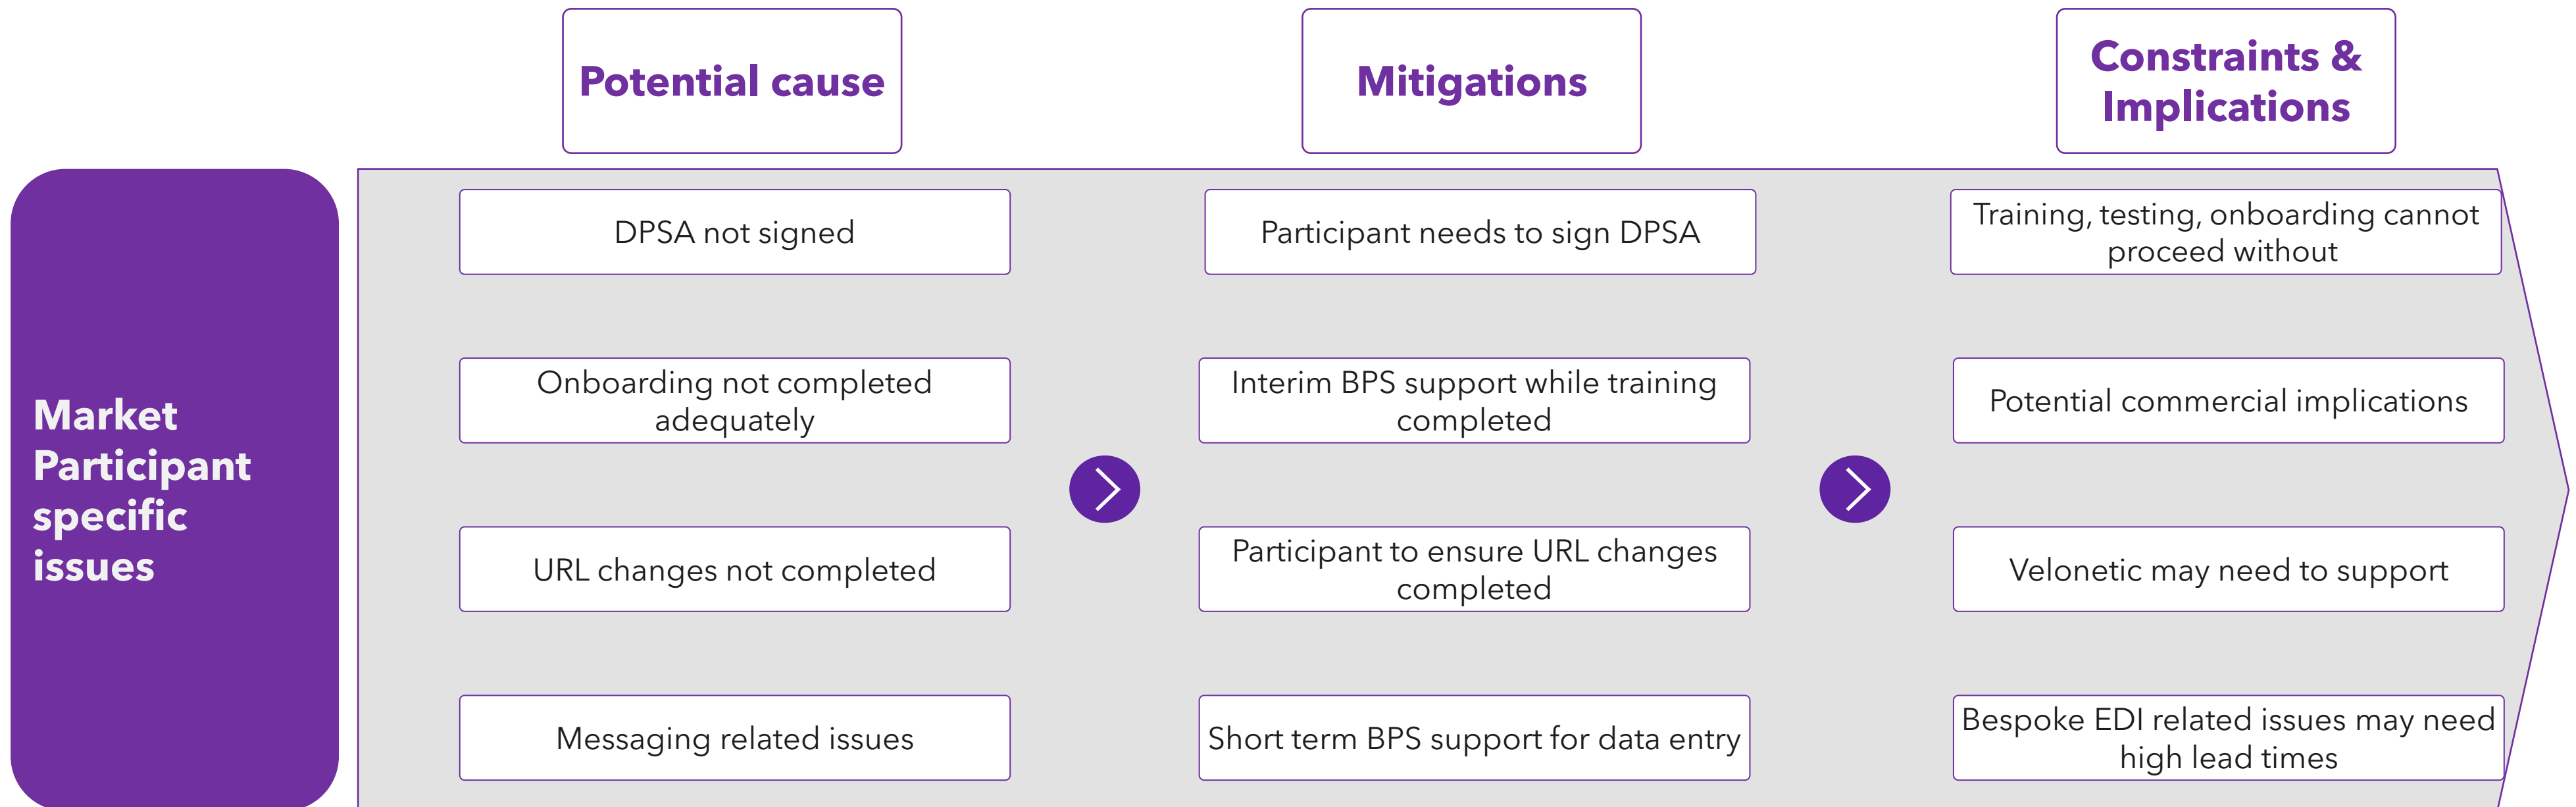 Potential cause
Mitigations
Constraints &
Implications
Market
Participant
specific
issues
DPSA not signed
Participant needs to sign DPSA
Training, testing, onboarding cannot
proceed without
Onboarding not completed
adequately
Interim BPS support while training
completed
Potential commercial implications
URL changes not completed
Participant to ensure URL changes
completed
Velonetic may need to support
Messaging related issues
Short term BPS support for data entry
Bespoke EDI related issues may need
high lead times